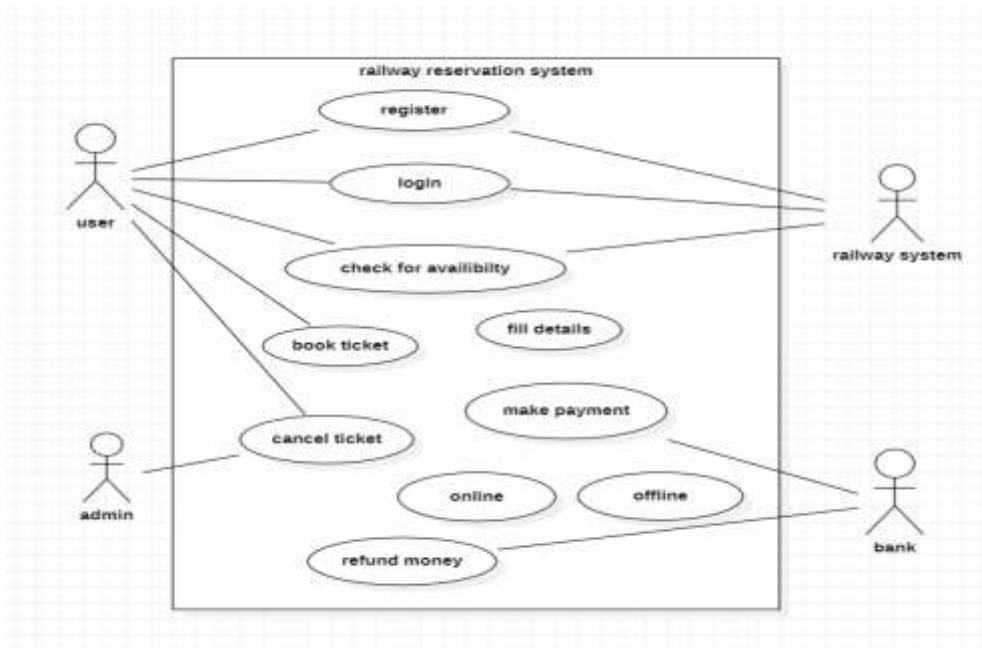 railway reservation system
register
login
user
railway system
check for availibilty
fill details
book ticket
make payment
cancel ticket
online
offline
admin
bank
refund money